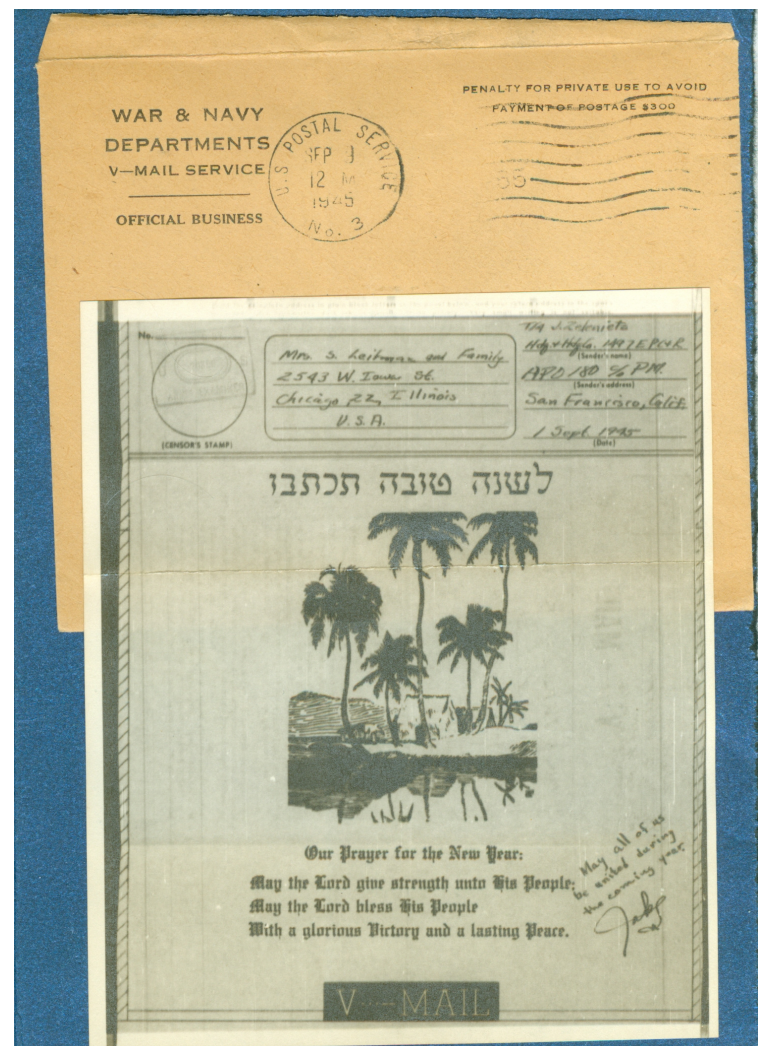 PENALTY FOR PRIVATE USE TO AVOID
PAYMENT OF POSTAGE $300
WAR & NAVY
DEPARTMENTS
V—MAIL SERVICE
OFFICIAL BUSINESS
U.S. POSTAL SERVICE
SEP
12 M
1945
No. 3
No.
(CENSOR'S STAMP)
Mrs. S. Leitman and Family
2543 W. Iowa St.
Chicago 22, Illinois
U.S.A.
T/4 J.
(Sender's name)
APO 180 % PM.
(Sender's address)
San Francisco, Calif.
1 Sept. 1945
(Date)
לשנה טובה תכתבו
Our Prayer for the New Year:
May the Lord give strength unto His People;
May the Lord bless His People
With a glorious Victory and a lasting Peace.
May all of us
be united during
the coming year
Jack
V···—MAIL